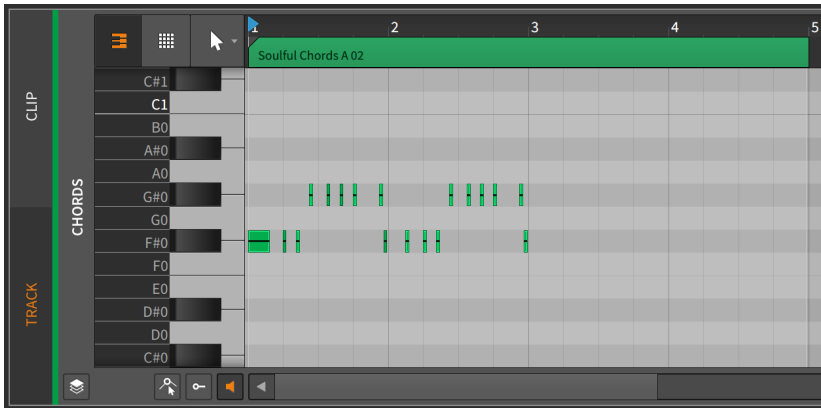 1 2 3 4 5
Soulful Chords A 02
CLIP
TRACK
CHORDS
C#1
C1
B0
A#0
A0
G#0
G0
F#0
F0
E0
D#0
D0
C#0